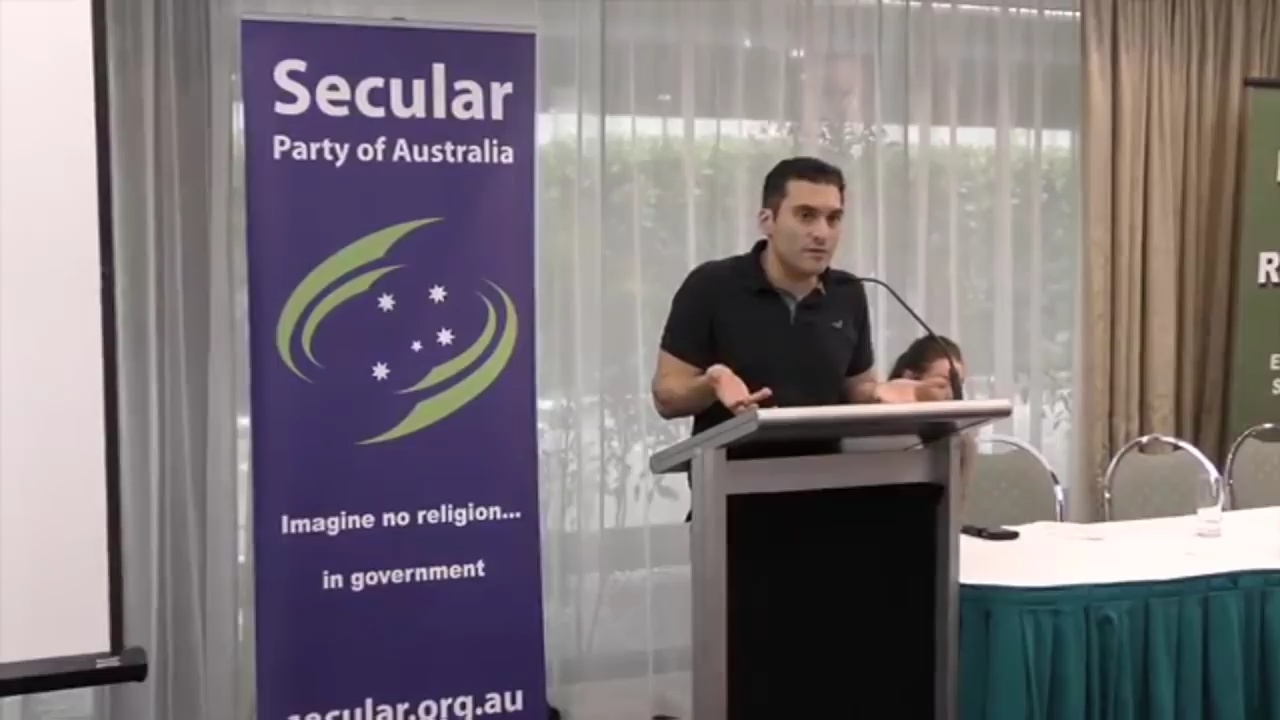 Secular
Party of Australia
Imagine no religion...
in government
secular.org.au